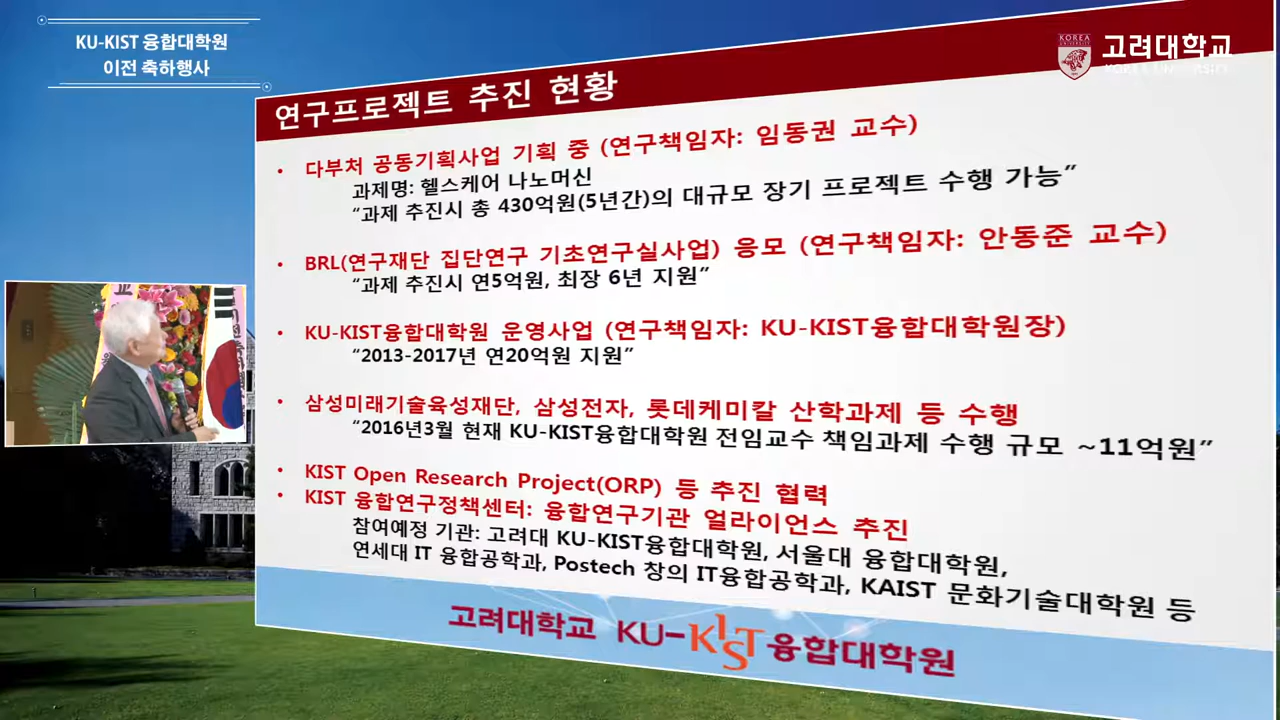 KU-KIST 융합대학원
이전 축하행사
KOREA
고려대학교
KOREA UNIVERSITY
연구프로젝트 추진 현황
• 다부처 공동기획사업 기획 중 (연구책임자: 임동권 교수)
과제명: 헬스케어 나노머신
“과제 추진시 총 430억원(5년간)의 대규모 장기 프로젝트 수행 가능”
• BRL(연구재단 집단연구 기초연구실사업) 응모 (연구책임자: 안동준 교수)
“과제 추진시 연5억원, 최장 6년 지원”
• KU-KIST융합대학원 운영사업 (연구책임자: KU-KIST융합대학원장)
“2013-2017년 연20억원 지원”
• 삼성미래기술육성재단, 삼성전자, 롯데케미칼 산학과제 등 수행
“2016년3월 현재 KU-KIST융합대학원 전임교수 책임과제 수행 규모 ~11억원”
• KIST Open Research Project(ORP) 등 추진 협력
• KIST 융합연구정책센터: 융합연구기관 얼라이언스 추진
참여예정 기관: 고려대 KU-KIST융합대학원, 서울대 융합대학원,
연세대 IT 융합공학과, Postech 창의 IT융합공학과, KAIST 문화기술대학원 등
고려대학교 KU-KIST융합대학원